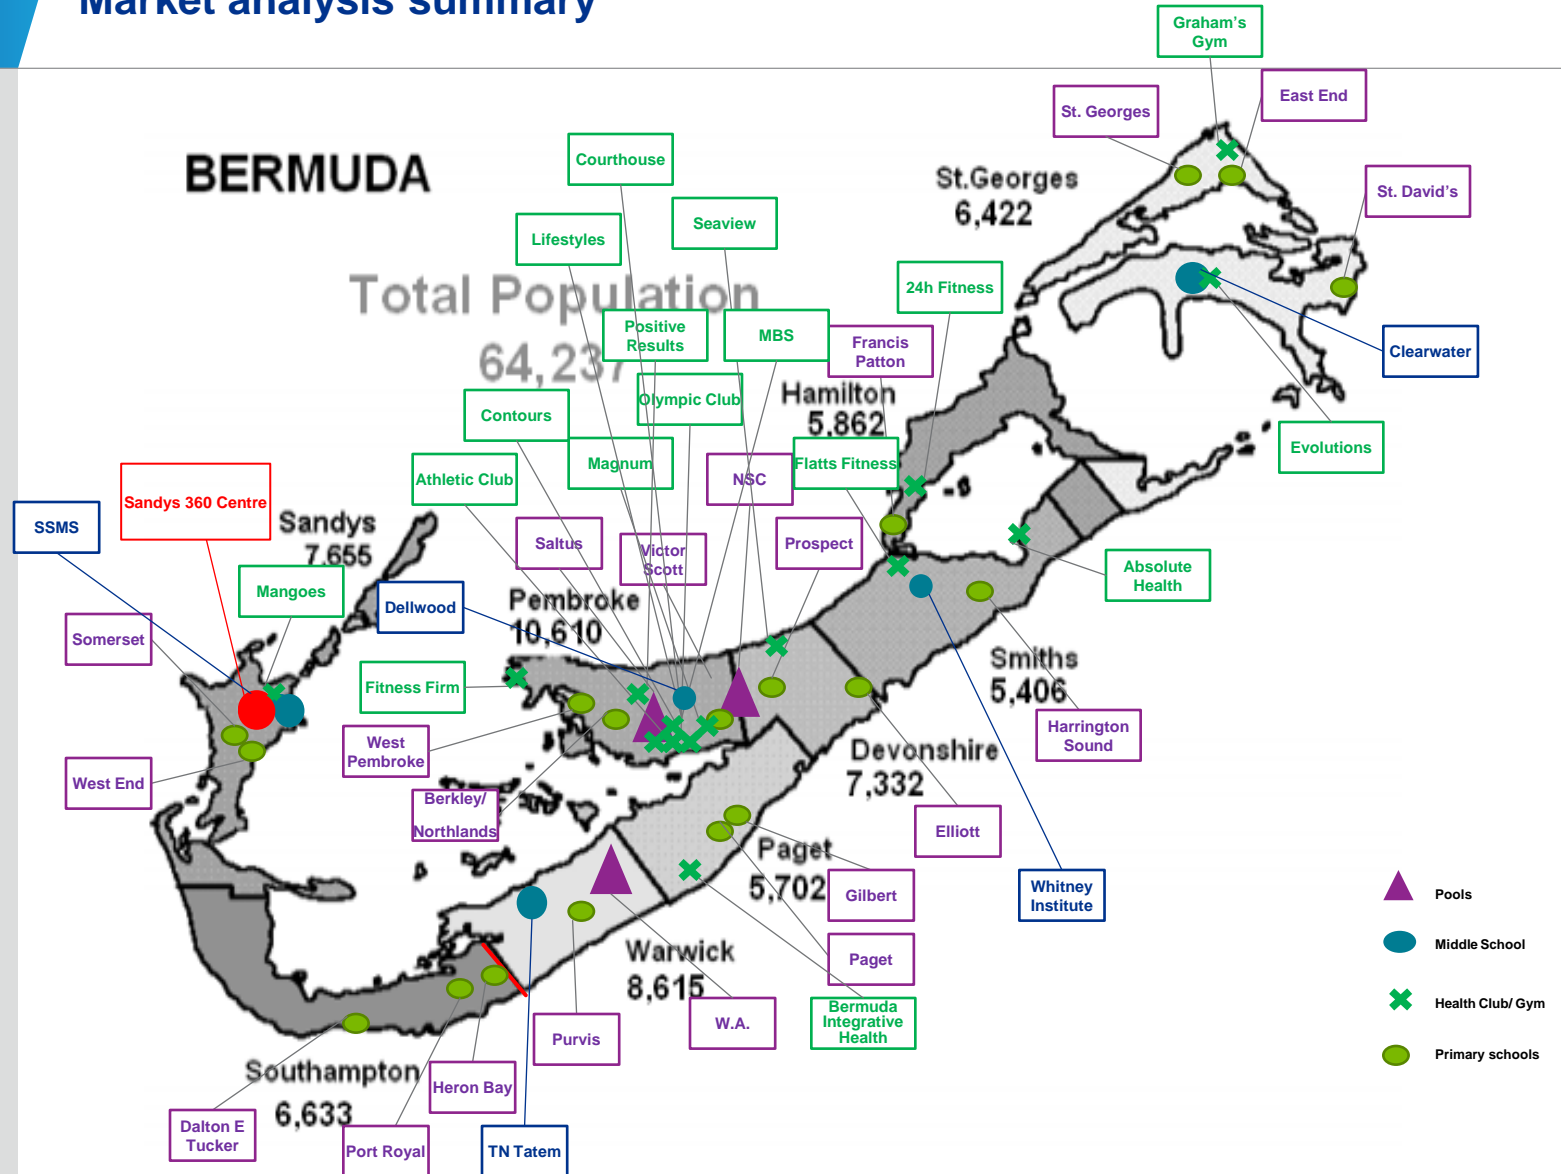 Market analysis summary
Graham's
Gym
East End
St. Georges
Courthouse
BERMUDA
St.Georges
6,422
St. David's
Seaview
Lifestyles
24h Fitness
Total Population
64,237
Positive
Results
MBS
Francis
Patton
Clearwater
Hamilton
5,862
Olympic Club
Contours
Evolutions
Magnum
Flatts Fitness
Athletic Club
NSC
Sandys 360 Centre
Sandys
7,655
SSMS
Saltus
Victor
Scott
Prospect
Absolute
Health
Mangoes
Dellwood
Pembroke
10,610
Somerset
Smiths
5,406
Fitness Firm
Harrington
Sound
West
Pembroke
Devonshire
7,332
West End
Berkley/
Northlands
Elliott
Paget
5,702
Gilbert
Whitney
Institute
Pools
Middle School
Warwick
8,615
Paget
Health Club/ Gym
Bermuda
Integrative
Health
W.A.
Purvis
Primary schools
Southampton
6,633
Heron Bay
Dalton E
Tucker
Port Royal
TN Tatem